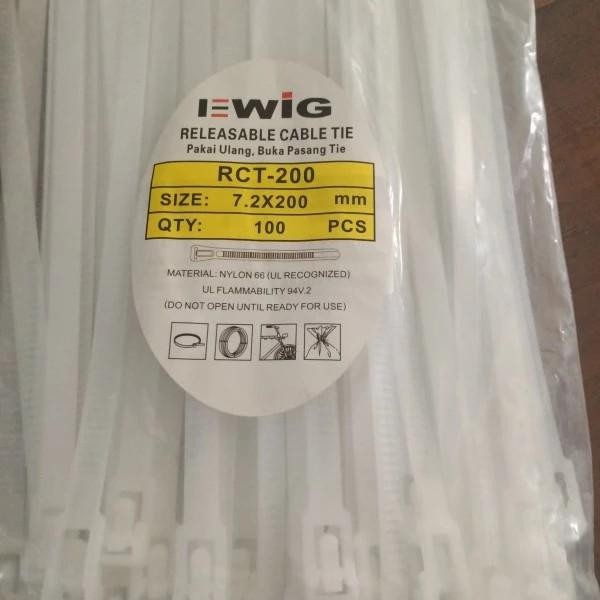 EWIG
RELEASABLE CABLE TIE
Pakai Ulang, Buka Pasang Tie
RCT-200
SIZE: 7.2X200 mm
QTY: 100 PCS
MATERIAL: NYLON 66 (UL RECOGNIZED)
UL FLAMMABILITY 94V.2
(DO NOT OPEN UNTIL READY FOR USE)